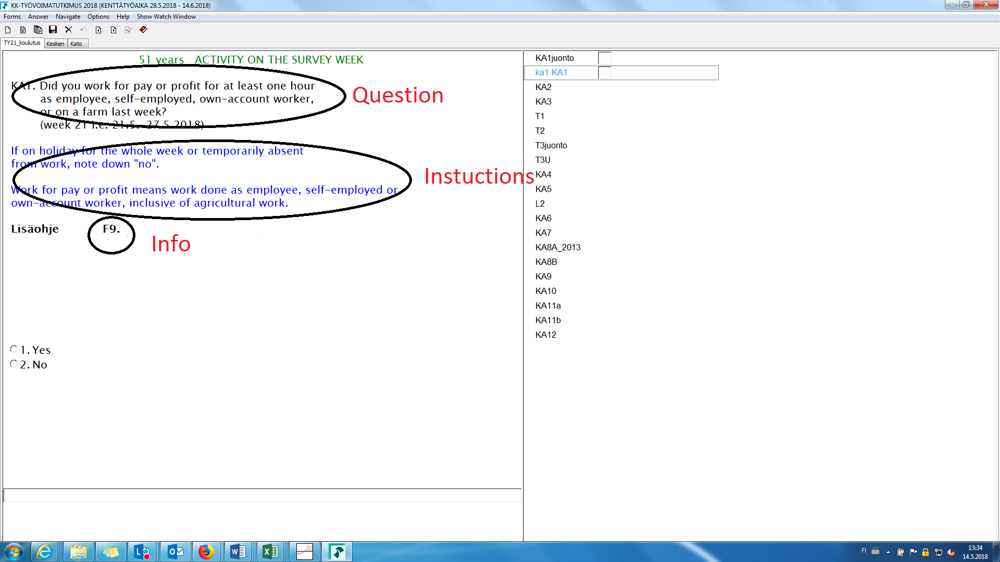 KK-TYÖVOIMATUTKIMUS 2018 (KENTTÄTYÖAIKA 28.5.2018 - 14.6.2018)
Forms Answer Navigate Options Help Show Watch Window
TY21_koulutus Kesken Kato
51 years ACTIVITY ON THE SURVEY WEEK
KA1. Did you work for pay or profit for at least one hour
as employee, self-employed, own-account worker,
or on a farm last week?
(week 21 i.e. 21.5.-27.5.2018)
Question
If on holiday for the whole week or temporarily absent
from work, note down "no".
Work for pay or profit means work done as employee, self-employed or
own-account worker, inclusive of agricultural work.
Instuctions
Lisäohje F9.
Info
1. Yes
2. No
KA1juonto
ka1 KA1
KA2
KA3
T1
T2
T3juonto
T3U
KA4
KA5
L2
KA6
KA7
KA8A_2013
KA8B
KA9
KA10
KA11a
KA11b
KA12
FI
13:34
14.5.2018